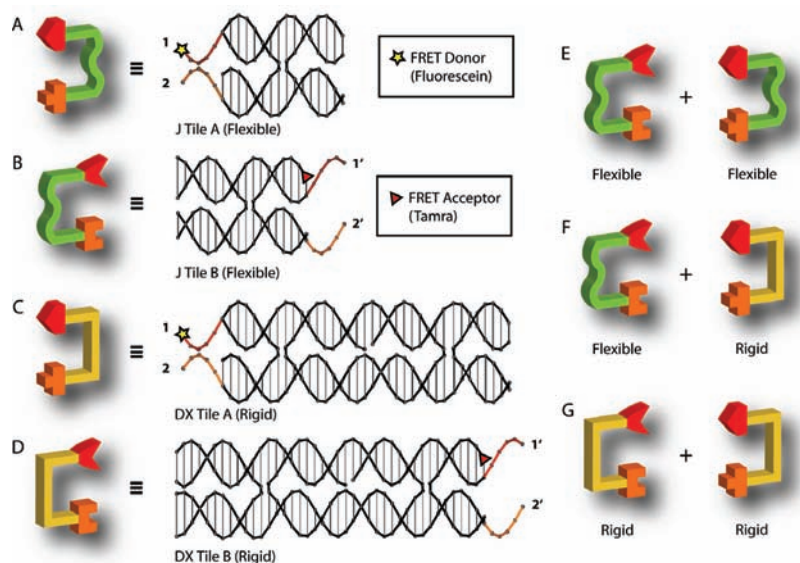 A
1
2
≡
J Tile A (Flexible)
FRET Donor
(Fluorescein)
B
1'
2'
≡
J Tile B (Flexible)
FRET Acceptor
(Tamra)
C
1
2
≡
DX Tile A (Rigid)
D
1'
2'
≡
DX Tile B (Rigid)
E
+
Flexible
Flexible
F
+
Flexible
Rigid
G
+
Rigid
Rigid